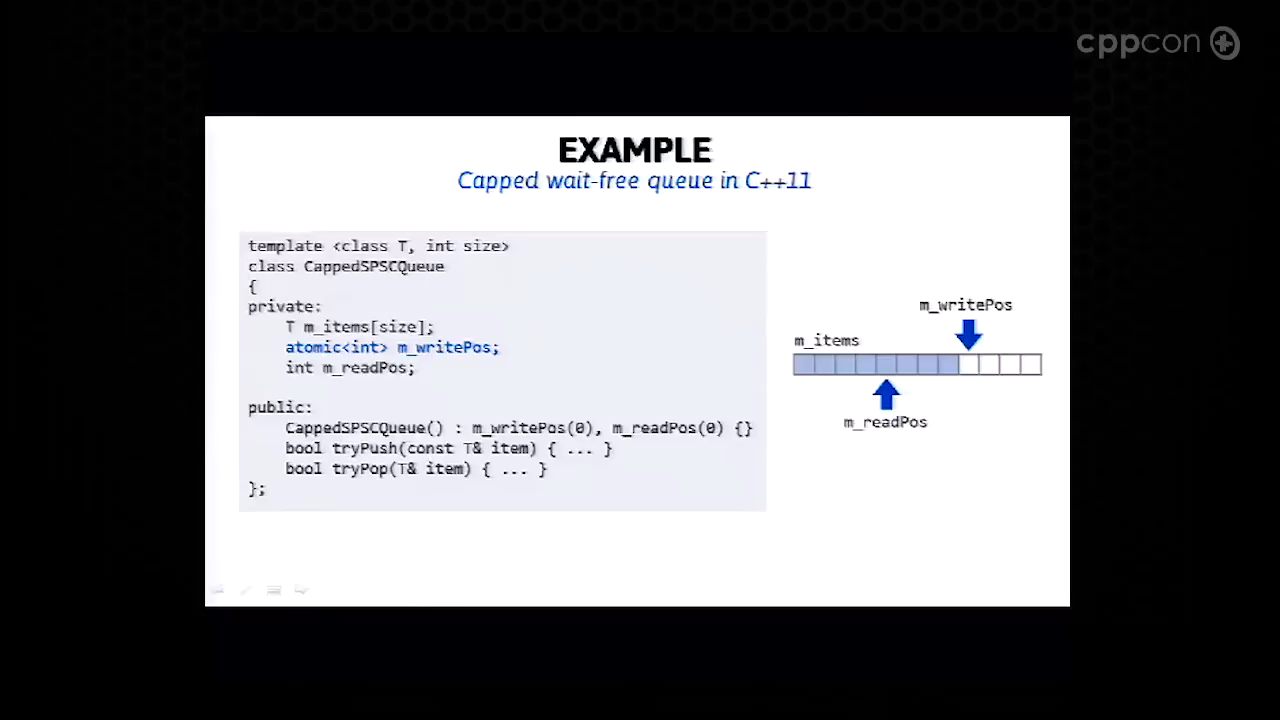 cppcon
EXAMPLE
Capped wait-free queue in C++11
template <class T, int size>
class CappedSPSCQueue
{
private:
    T m_items[size];
    atomic<int> m_writePos;
    int m_readPos;
public:
    CappedSPSCQueue() : m_writePos(0), m_readPos(0) {}
    bool tryPush(const T& item) { ... }
    bool tryPop(T& item) { ... }
};
m_writePos
m_items
m_readPos